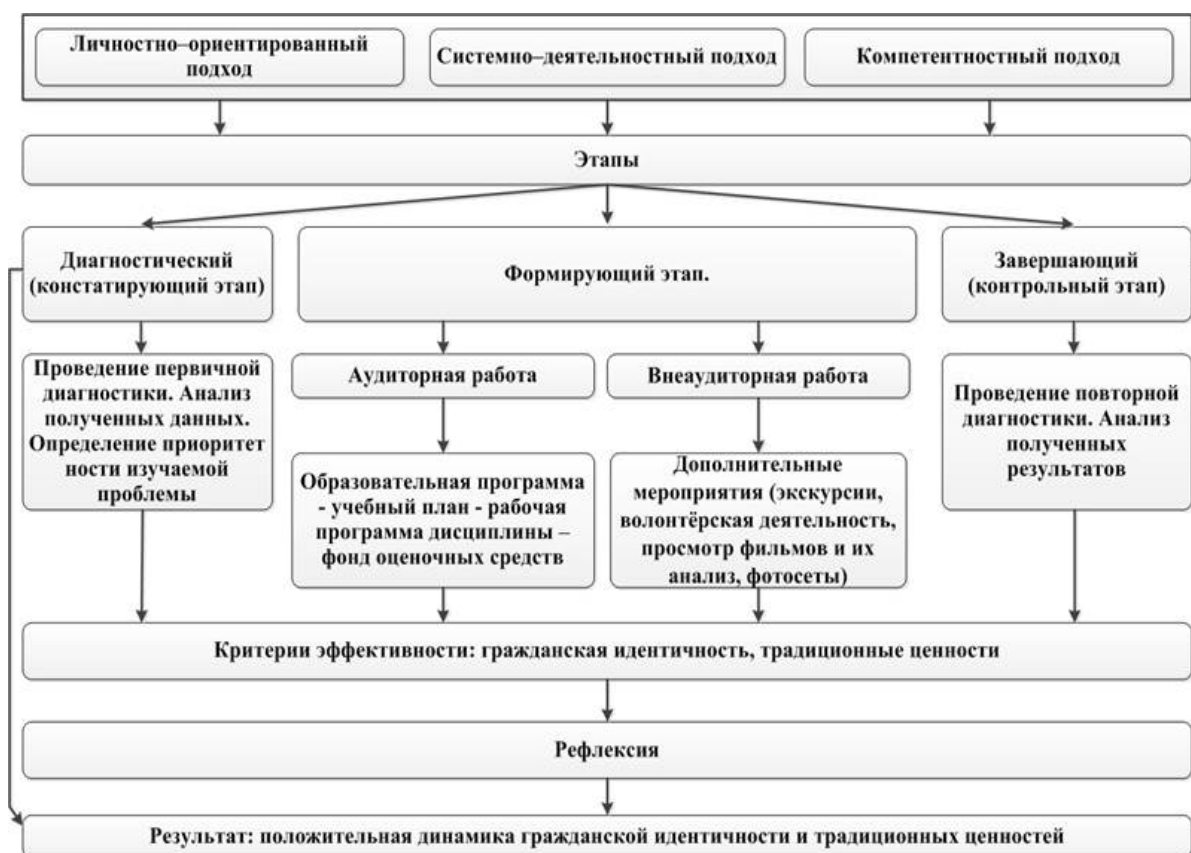 Личностно–ориентированный
подход
Системно–деятельностный подход
Компетентностный подход
Этапы
Диагностический
(констатирующий этап)
Формирующий этап.
Завершающий
(контрольный этап)
Проведение первичной
диагностики. Анализ
полученных данных.
Определение приоритет
ности изучаемой
проблемы
Аудиторная работа
Внеаудиторная работа
Проведение повторной
диагностики. Анализ
полученных
результатов
Образовательная программа
- учебный план - рабочая
программа дисциплины –
фонд оценочных средств
Дополнительные
мероприятия (экскурсии,
волонтёрская деятельность,
просмотр фильмов и их
анализ, фотосеты)
Критерии эффективности: гражданская идентичность, традиционные ценности
Рефлексия
Результат: положительная динамика гражданской идентичности и традиционных ценностей